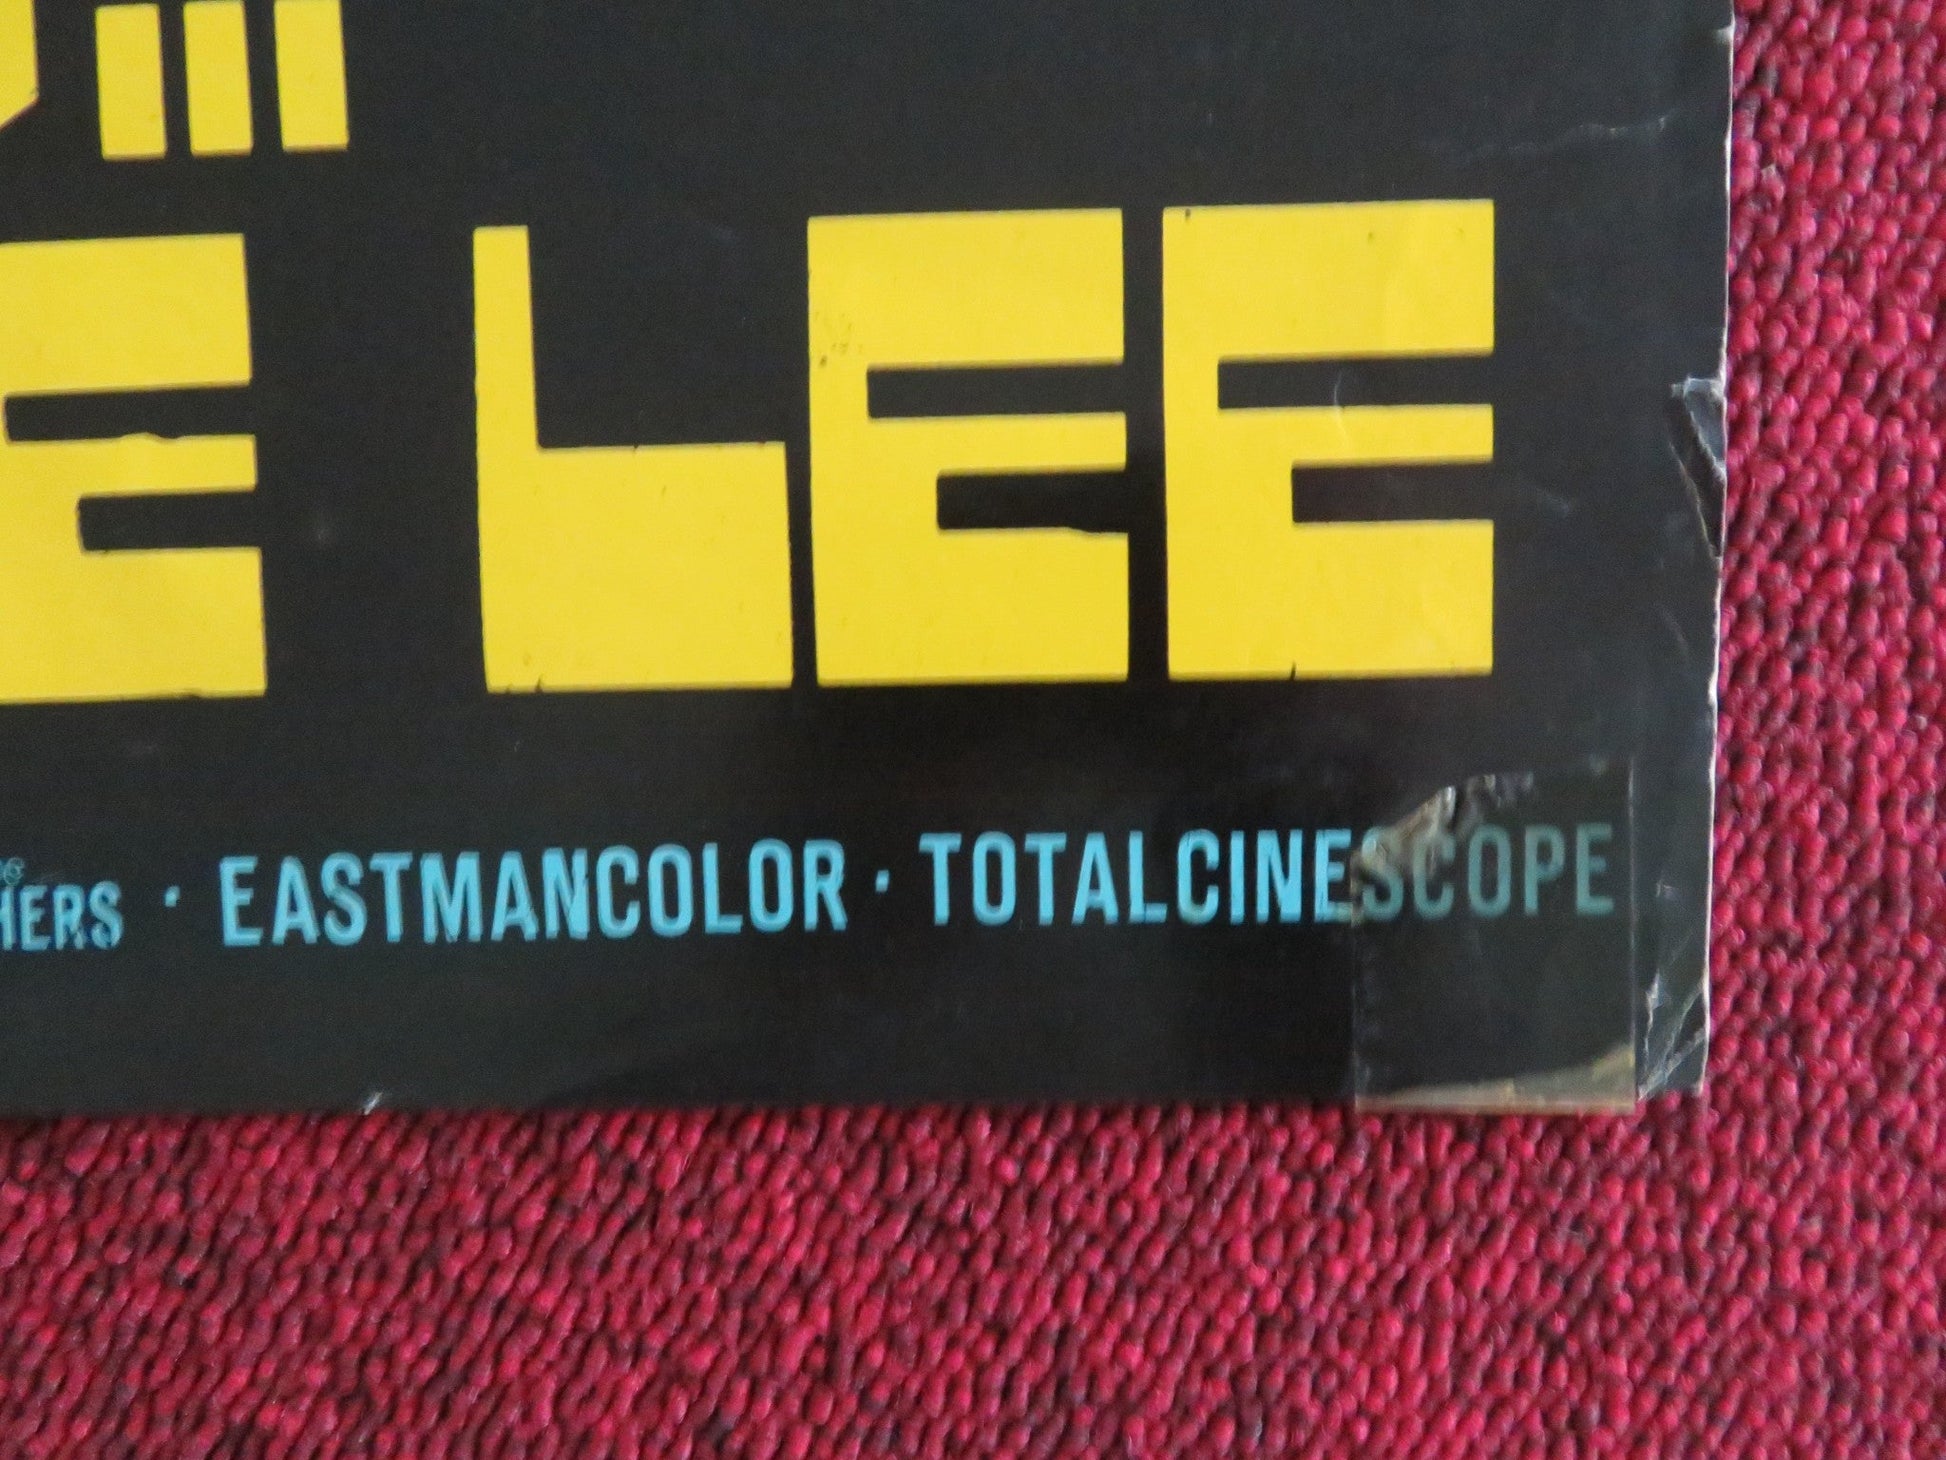 E LEE
HERS · EASTMANCOLOR · TOTALCINESCOPE